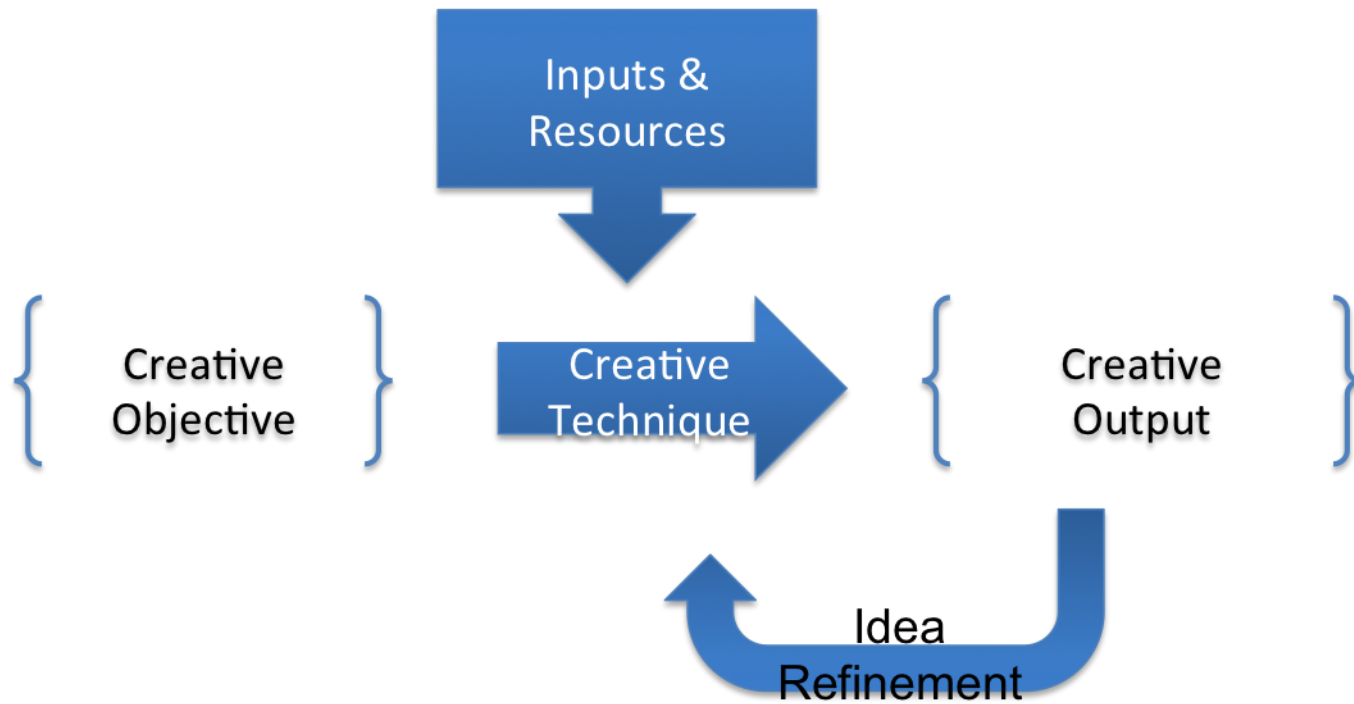 Inputs &
Resources
Creative
Objective
Creative
Technique
Creative
Output
Idea
Refinement